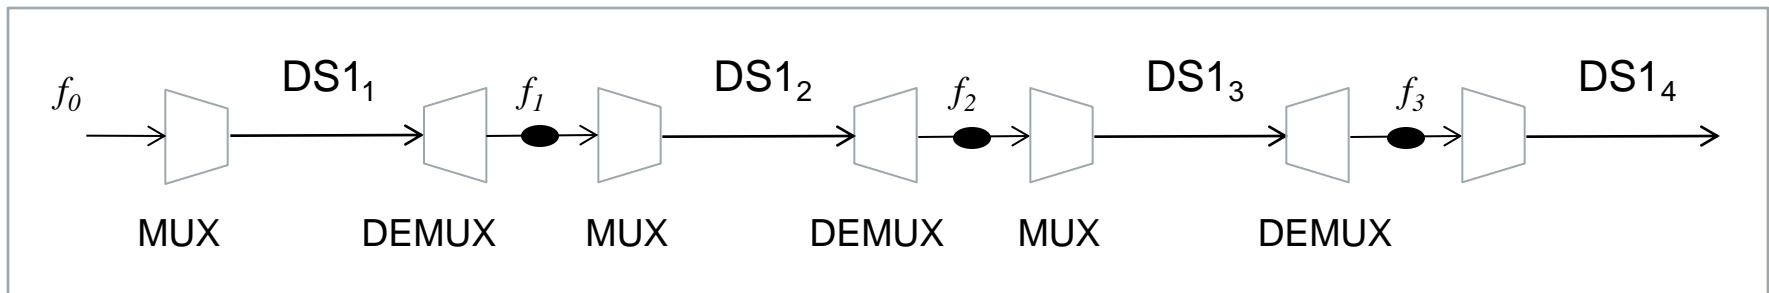 f0 DS11 f1 DS12 f2 DS13 f3 DS14
MUX DEMUX MUX DEMUX MUX DEMUX